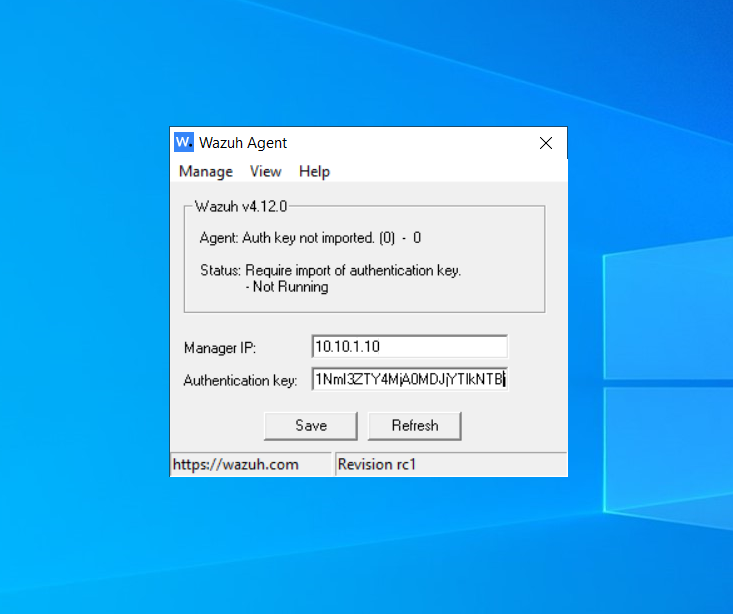 W. Wazuh Agent
Manage View Help
Wazuh v4.12.0
Agent: Auth key not imported. (0) - 0
Status: Require import of authentication key.
- Not Running
Manager IP: 10.10.1.10
Authentication key: 1NmI3ZTY4MjA0MDJjYTIkNTBj
Save Refresh
https://wazuh.com Revision rc1